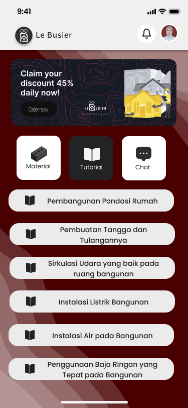 9:41
Le Busier
Claim your
discount 45%
daily now!
Claim now
Material
Tutorial
Chat
Pembangunan Pondasi Rumah
Pembuatan Tangga dan
Tulangannya
Sirkulasi Udara yang baik pada
ruang bangunan
Instalasi Listrik Bangunan
Instalasi Air pada Bangunan
Penggunaan Baja Ringan yang
Tepat pada Bangunan